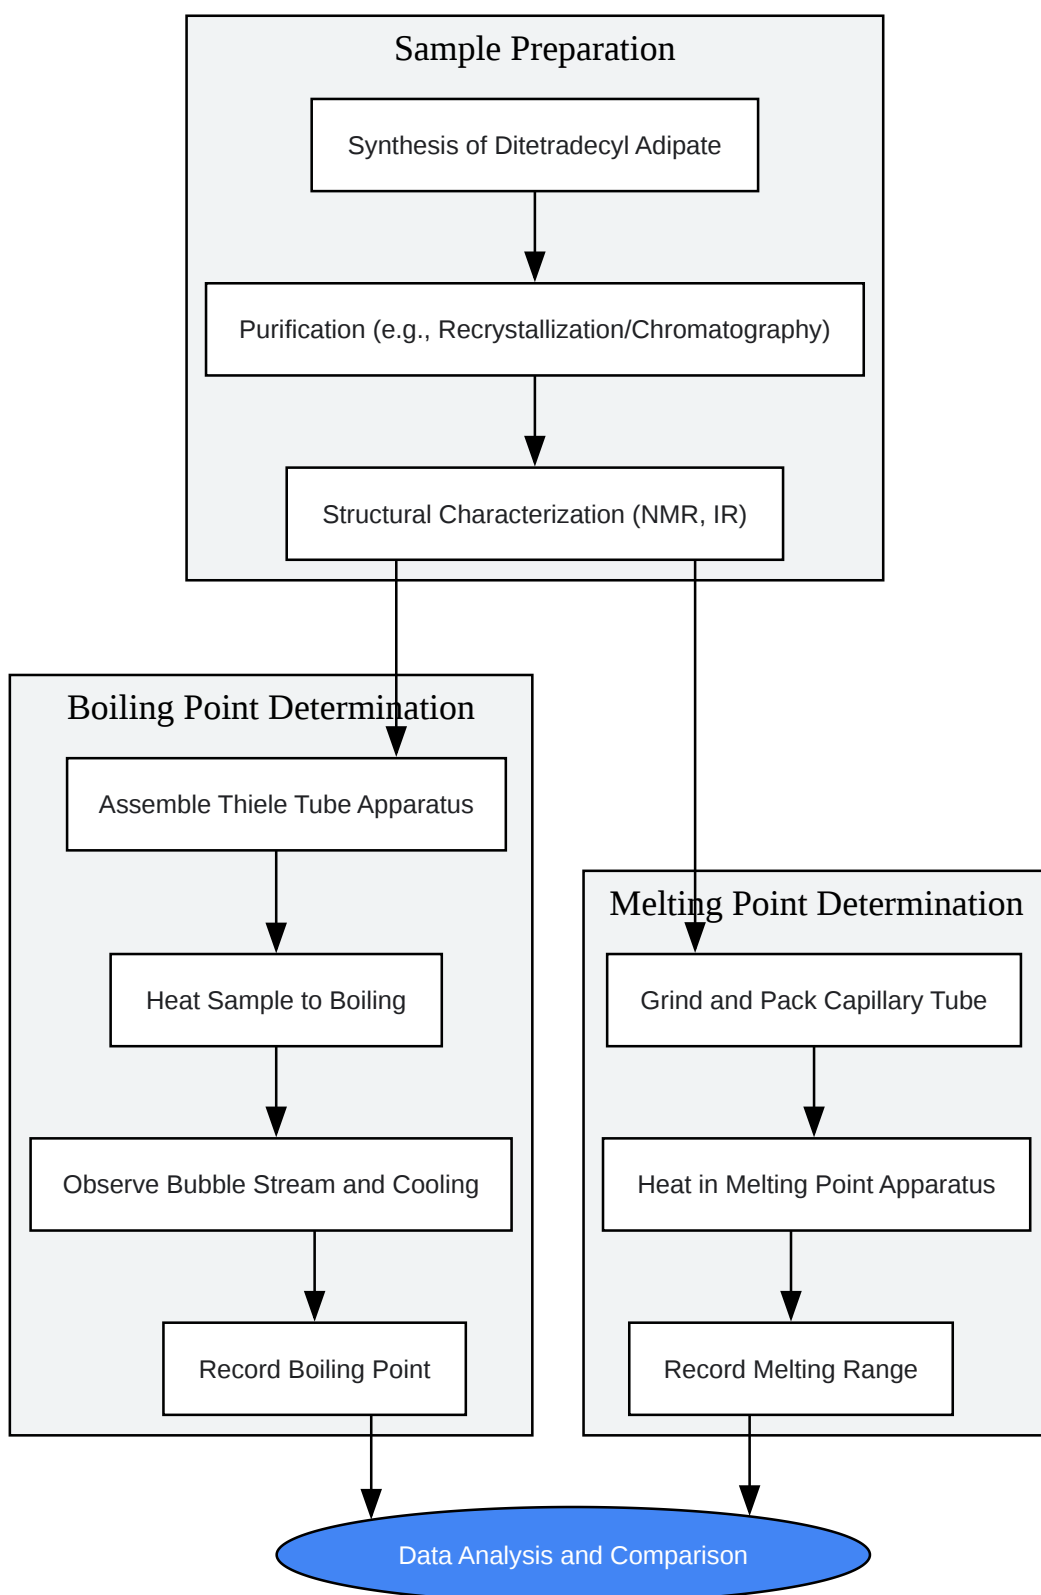 Sample Preparation
Synthesis of Ditetradecyl Adipate
Purification (e.g., Recrystallization/Chromatography)
Structural Characterization (NMR, IR)
Boiling Point Determination
Assemble Thiele Tube Apparatus
Heat Sample to Boiling
Observe Bubble Stream and Cooling
Record Boiling Point
Melting Point Determination
Grind and Pack Capillary Tube
Heat in Melting Point Apparatus
Record Melting Range
Data Analysis and Comparison